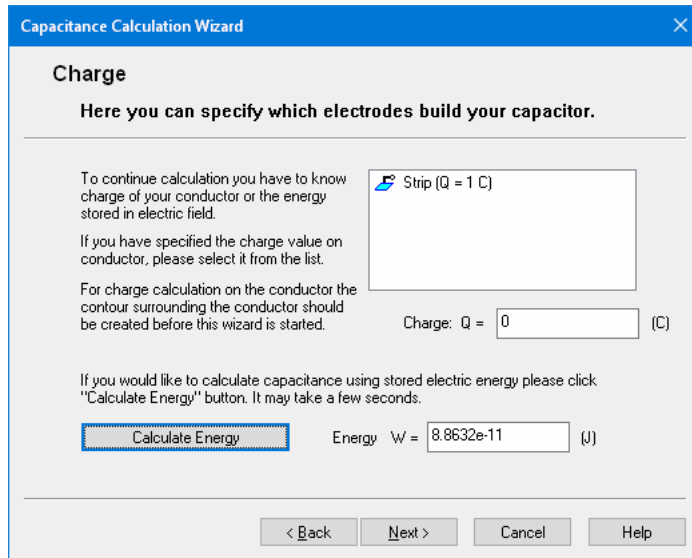 Capacitance Calculation Wizard
Charge
Here you can specify which electrodes build your capacitor.
To continue calculation you have to know
charge of your conductor or the energy
stored in electric field.
If you have specified the charge value on
conductor, please select it from the list.
For charge calculation on the conductor the
contour surrounding the conductor should
be created before this wizard is started.
Strip (Q = 1 C)
Charge: Q = 0 (C)
If you would like to calculate capacitance using stored electric energy please click
"Calculate Energy" button. It may take a few seconds.
Calculate Energy Energy W = 8.8632e-11 (J)
< Back Next > Cancel Help